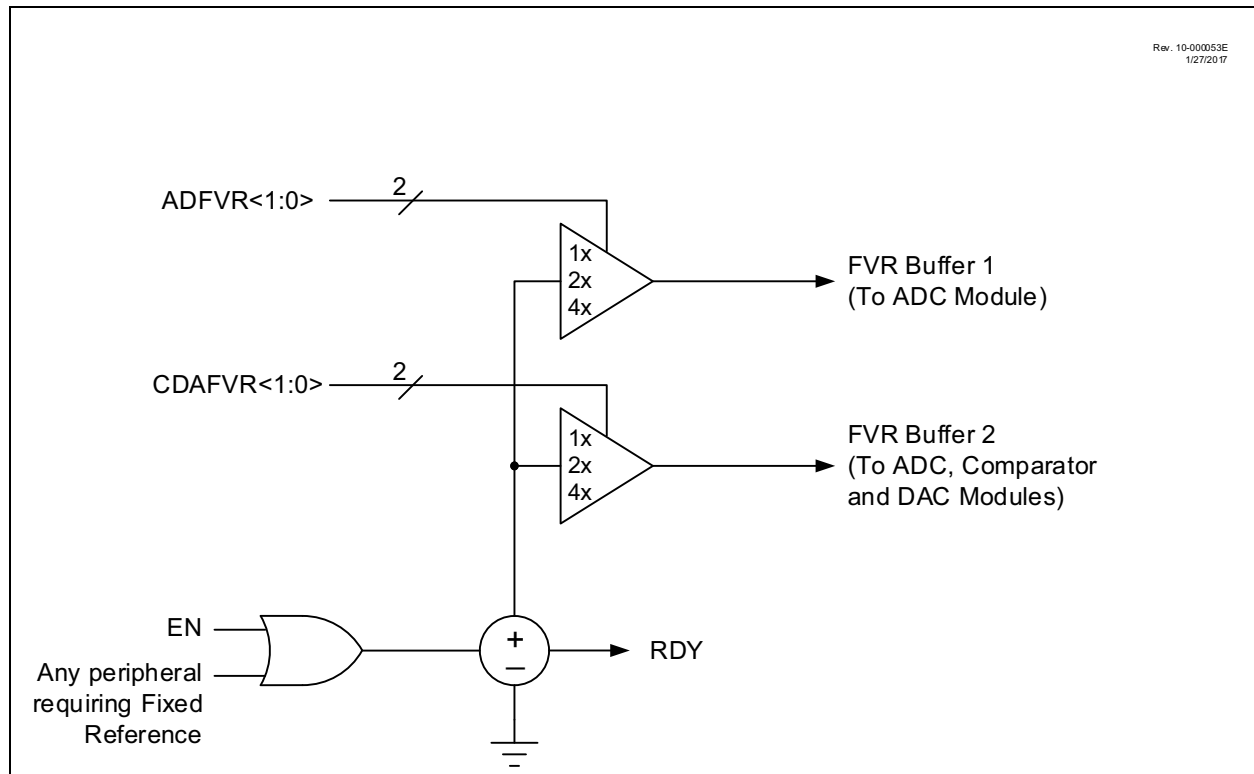 Rev. 10-000053E
1/27/2017
2
ADFVR<1:0>
1x
2x
4x
FVR Buffer 1
(To ADC Module)
2
CDAFVR<1:0>
1x
2x
4x
FVR Buffer 2
(To ADC, Comparator
and DAC Modules)
EN
Any peripheral
requiring Fixed
Reference
+
−
RDY